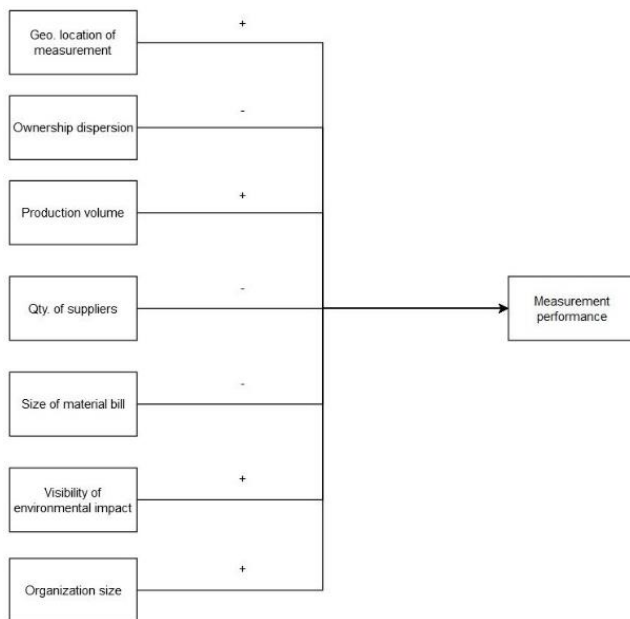 Geo. location of
measurement
+
Ownership dispersion
-
Production volume
+
Qty. of suppliers
-
Measurement
performance
Size of material bill
-
Visibility of
environmental impact
+
Organization size
+